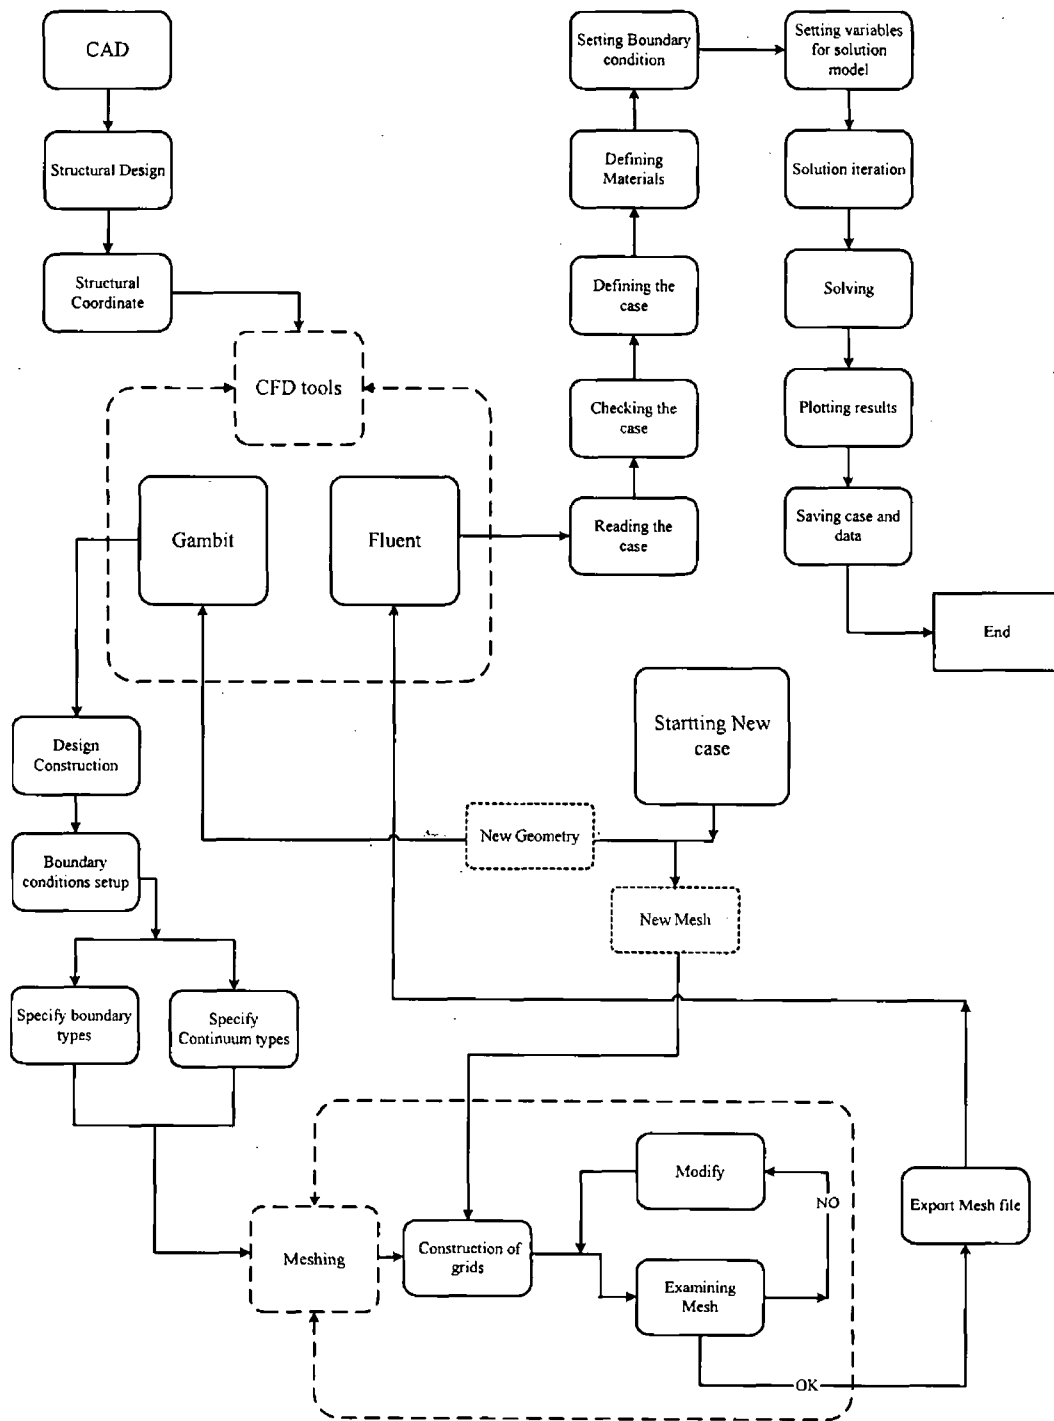 CAD
Structural Design
Structural
Coordinate
CFD tools
Gambit
Fluent
Setting Boundary
condition
Setting variables
for solution
model
Defining
Materials
Solution iteration
Defining the
case
Solving
Checking the
case
Plotting results
Reading the
case
Saving case and
data
End
Startting New
case
Design
Construction
New Geometry
Boundary
conditions setup
New Mesh
Specify boundary
types
Specify
Continuum types
Modify
NO
Export Mesh file
Meshing
Construction of
grids
Examining
Mesh
OK